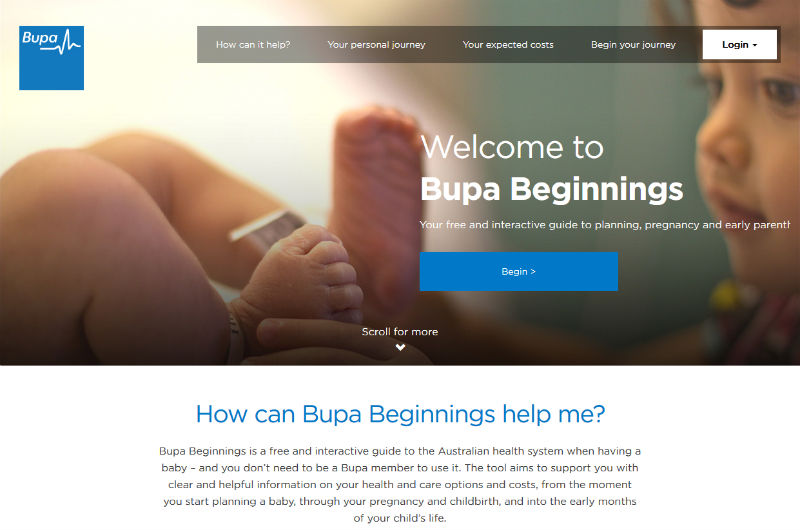 Bupa
How can it help?
Your personal journey
Your expected costs
Begin your journey
Login
Welcome to
Bupa Beginnings
Your free and interactive guide to planning, pregnancy and early parent
Begin >
Scroll for more
How can Bupa Beginnings help me?
Bupa Beginnings is a free and interactive guide to the Australian health system when having a
baby – and you don't need to be a Bupa member to use it. The tool aims to support you with
clear and helpful information on your health and care options and costs, from the moment
you start planning a baby, through your pregnancy and childbirth, and into the early months
of your child's life.